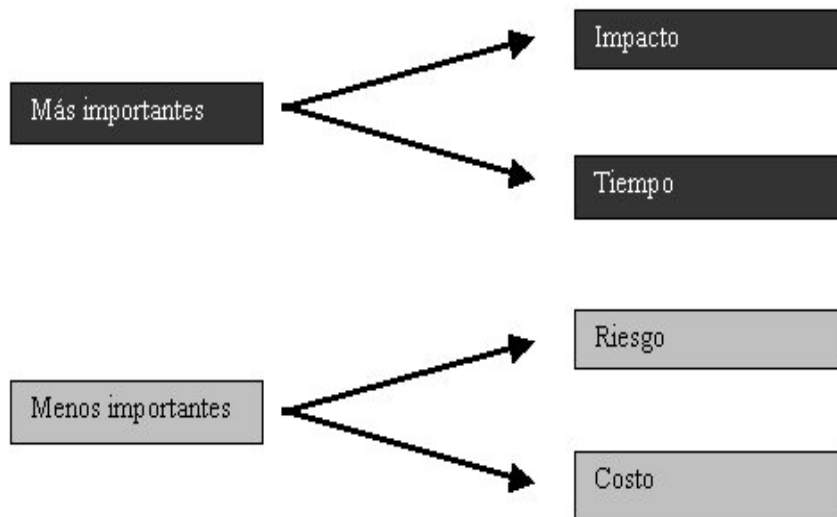 Impacto
Más importantes
Tiempo
Riesgo
Menos importantes
Costo